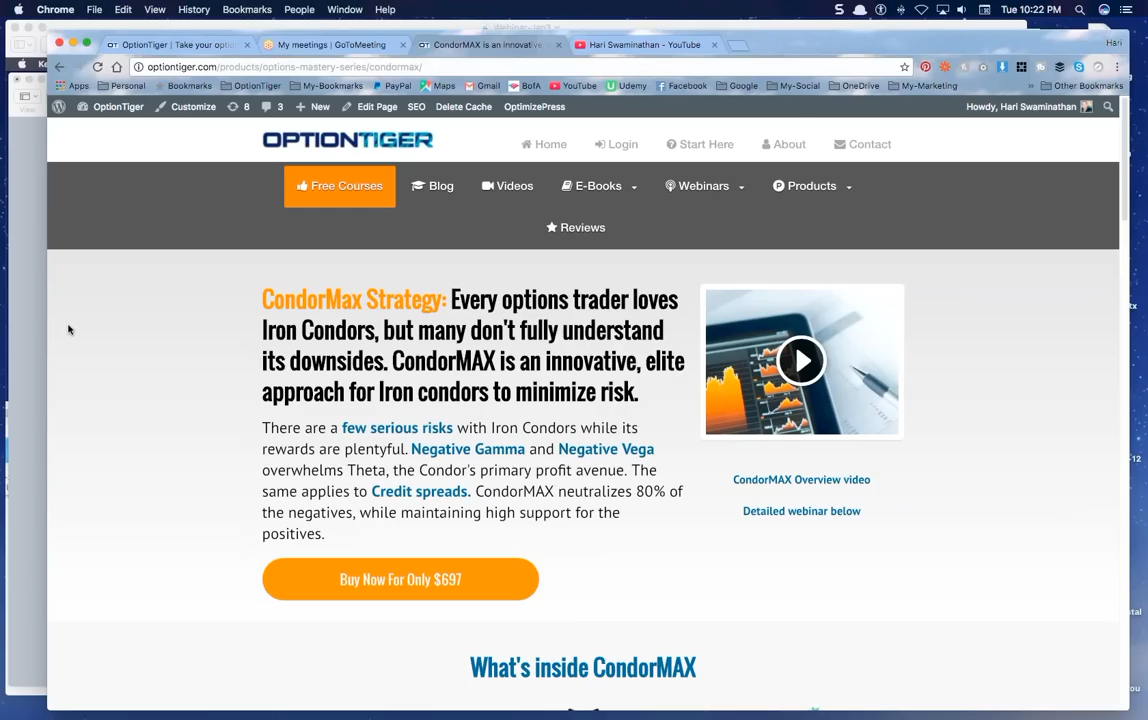 Chrome File Edit View History Bookmarks People Window Help Tue 10:22 PM
OptionTiger | Take your optio × My meetings | GoToMeeting × CondorMAX is an innovative, × Hari Swaminathan - YouTube × Hari
optiontiger.com/products/options-mastery-series/condormax/
Apps Personal OptionTiger My-Bookmarks PayPal Maps Gmail BofA YouTube Udemy Facebook Google My-Social OneDrive My-Marketing » Other Bookmarks
OptionTiger Customize 8 3 + New Edit Page SEO Delete Cache OptimizePress Howdy, Hari Swaminathan
OPTIONTIGER
Home Login Start Here About Contact
Free Courses Blog Videos E-Books Webinars Products
Reviews
CondorMax Strategy: Every options trader loves
Iron Condors, but many don't fully understand
its downsides. CondorMAX is an innovative, elite
approach for Iron condors to minimize risk.
There are a few serious risks with Iron Condors while its
rewards are plentiful. Negative Gamma and Negative Vega
overwhelms Theta, the Condor's primary profit avenue. The
same applies to Credit spreads. CondorMAX neutralizes 80% of
the negatives, while maintaining high support for the
positives.
CondorMAX Overview video
Detailed webinar below
Buy Now For Only $697
What's inside CondorMAX